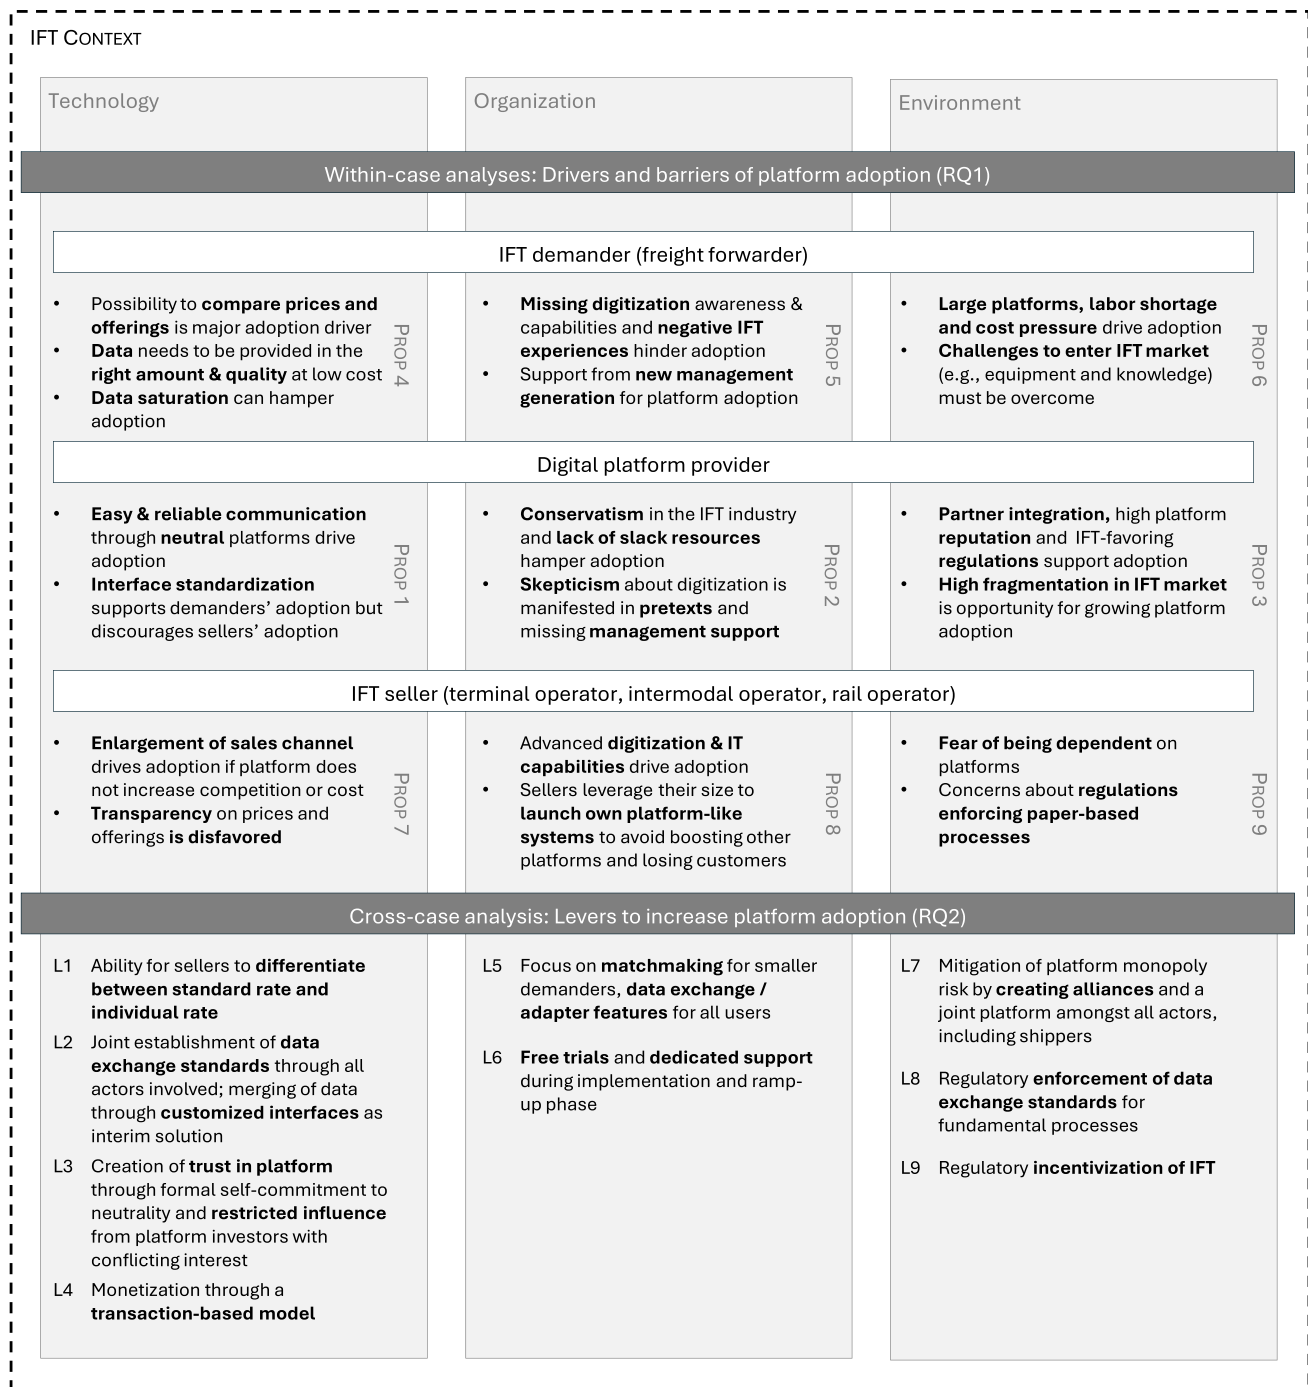 IFT CONTEXT
Technology
Organization
Environment
Within-case analyses: Drivers and barriers of platform adoption (RQ1)
IFT demander (freight forwarder)
• Possibility to compare prices and
offerings is major adoption driver
• Data needs to be provided in the
right amount & quality at low cost
• Data saturation can hamper
adoption
PROP 4
• Missing digitization awareness &
capabilities and negative IFT
experiences hinder adoption
• Support from new management
generation for platform adoption
PROP 5
• Large platforms, labor shortage
and cost pressure drive adoption
• Challenges to enter IFT market
(e.g., equipment and knowledge)
must be overcome
PROP 6
Digital platform provider
• Easy & reliable communication
through neutral platforms drive
adoption
• Interface standardization
supports demanders’ adoption but
discourages sellers’ adoption
PROP 1
• Conservatism in the IFT industry
and lack of slack resources
hamper adoption
• Skepticism about digitization is
manifested in pretexts and
missing management support
PROP 2
• Partner integration, high platform
reputation and IFT-favoring
regulations support adoption
• High fragmentation in IFT market
is opportunity for growing platform
adoption
PROP 3
IFT seller (terminal operator, intermodal operator, rail operator)
• Enlargement of sales channel
drives adoption if platform does
not increase competition or cost
• Transparency on prices and
offerings is disfavored
PROP 7
• Advanced digitization & IT
capabilities drive adoption
• Sellers leverage their size to
launch own platform-like
systems to avoid boosting other
platforms and losing customers
PROP 8
• Fear of being dependent on
platforms
• Concerns about regulations
enforcing paper-based
processes
PROP 9
Cross-case analysis: Levers to increase platform adoption (RQ2)
L1 Ability for sellers to differentiate
between standard rate and
individual rate
L2 Joint establishment of data
exchange standards through all
actors involved; merging of data
through customized interfaces as
interim solution
L3 Creation of trust in platform
through formal self-commitment to
neutrality and restricted influence
from platform investors with
conflicting interest
L4 Monetization through a
transaction-based model
L5 Focus on matchmaking for smaller
demanders, data exchange /
adapter features for all users
L6 Free trials and dedicated support
during implementation and ramp-
up phase
L7 Mitigation of platform monopoly
risk by creating alliances and a
joint platform amongst all actors,
including shippers
L8 Regulatory enforcement of data
exchange standards for
fundamental processes
L9 Regulatory incentivization of IFT